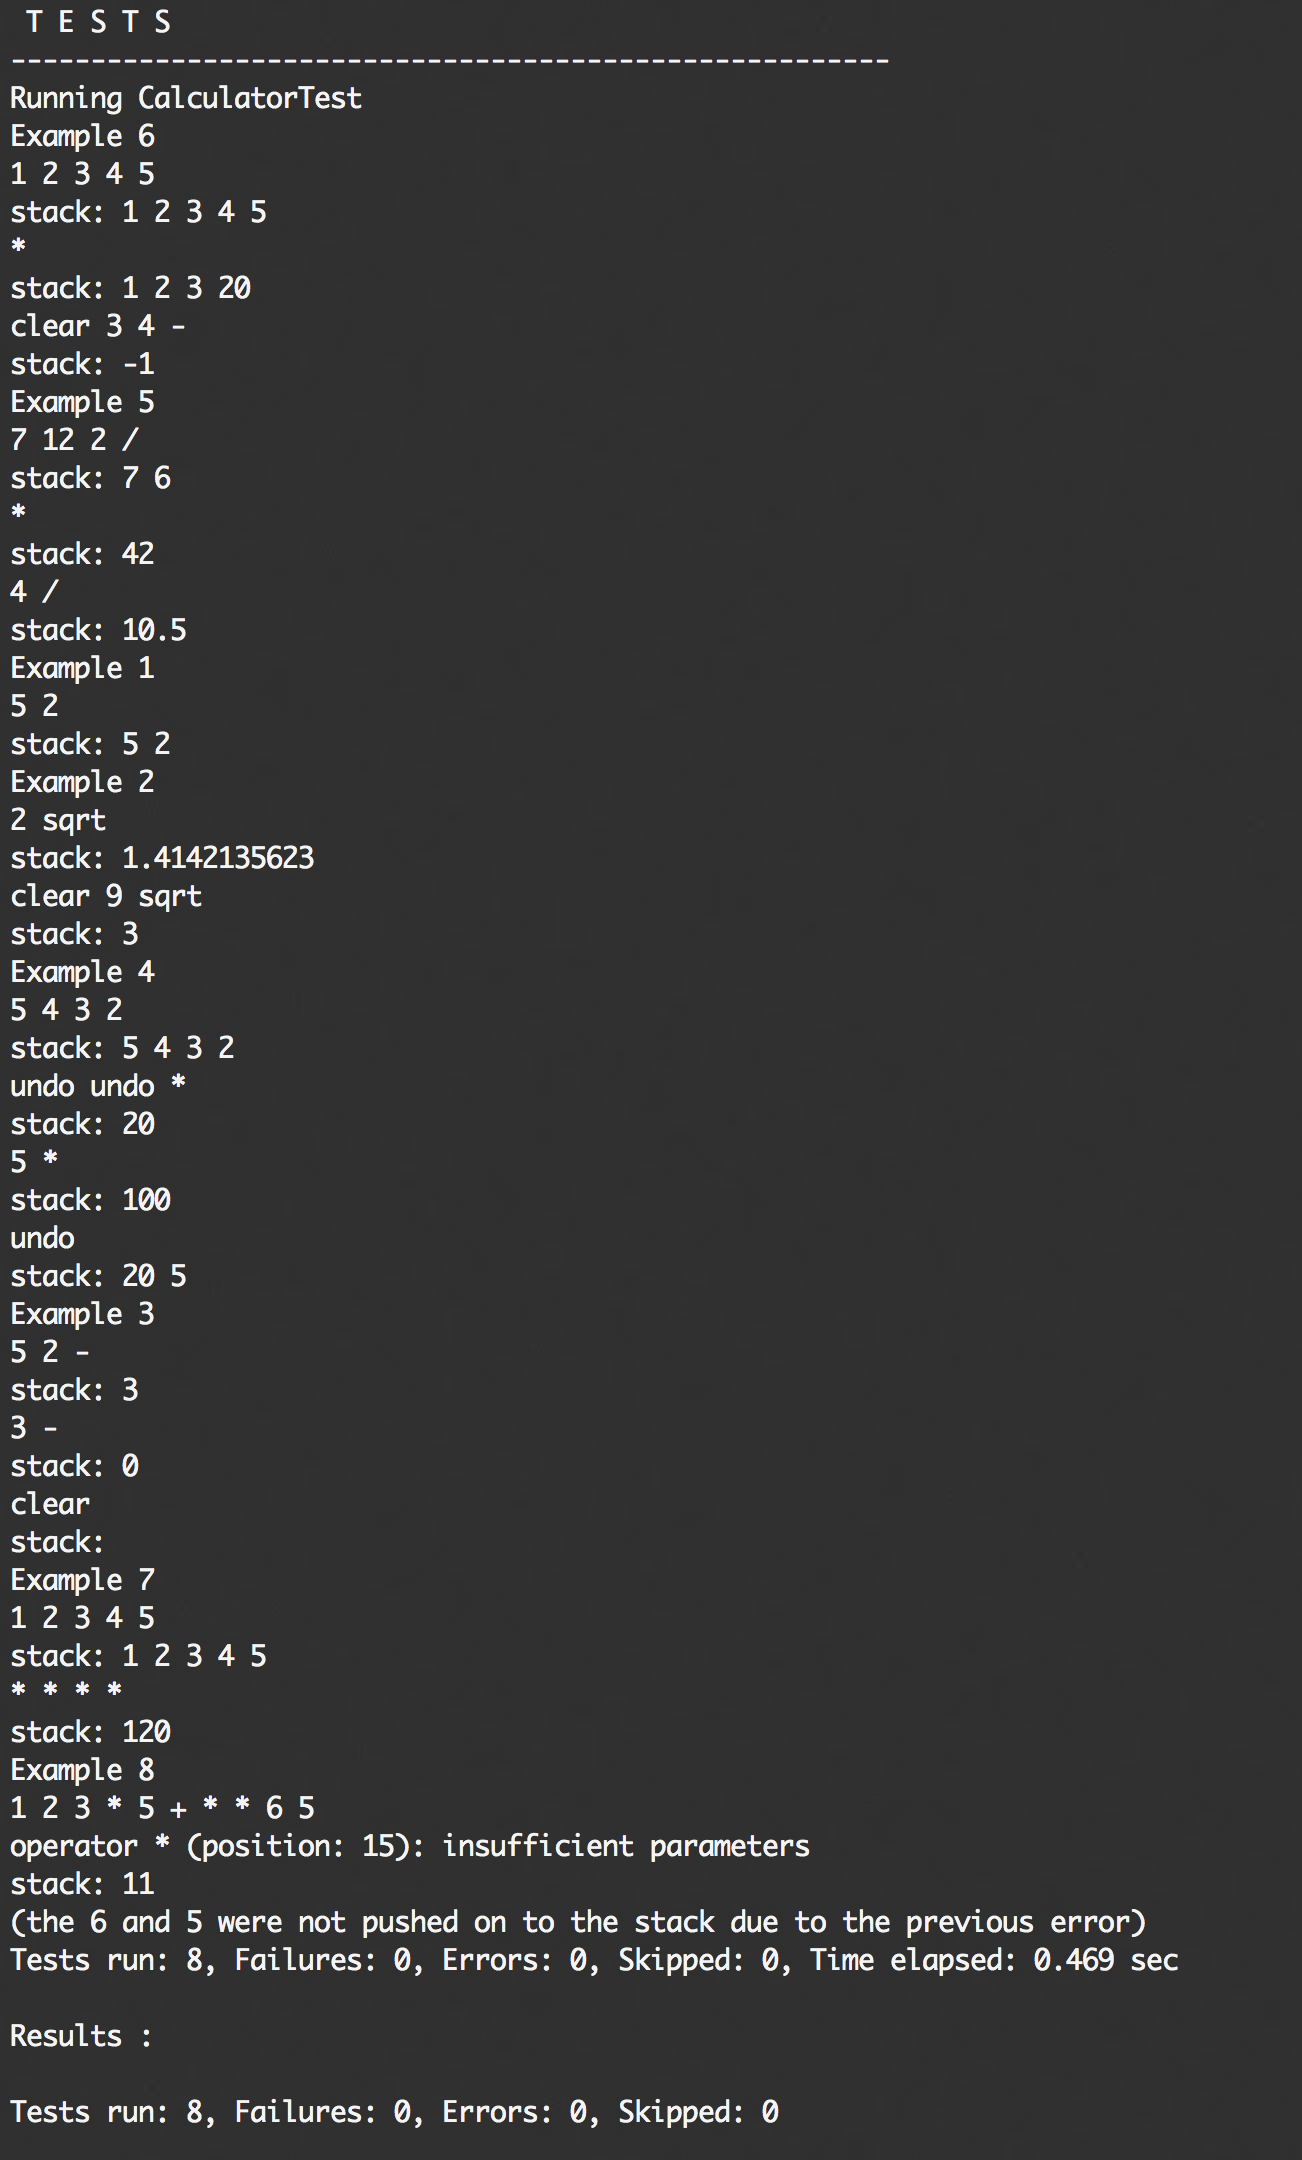 T E S T S
-------------------------------------------------------
Running CalculatorTest
Example 6
1 2 3 4 5
stack: 1 2 3 4 5
*
stack: 1 2 3 20
clear 3 4 -
stack: -1
Example 5
7 12 2 /
stack: 7 6
*
stack: 42
4 /
stack: 10.5
Example 1
5 2
stack: 5 2
Example 2
2 sqrt
stack: 1.4142135623
clear 9 sqrt
stack: 3
Example 4
5 4 3 2
stack: 5 4 3 2
undo undo *
stack: 20
5 *
stack: 100
undo
stack: 20 5
Example 3
5 2 -
stack: 3
3 -
stack: 0
clear
stack:
Example 7
1 2 3 4 5
stack: 1 2 3 4 5
* * * *
stack: 120
Example 8
1 2 3 * 5 + * * 6 5
operator * (position: 15): insufficient parameters
stack: 11
(the 6 and 5 were not pushed on to the stack due to the previous error)
Tests run: 8, Failures: 0, Errors: 0, Skipped: 0, Time elapsed: 0.469 sec
Results :
Tests run: 8, Failures: 0, Errors: 0, Skipped: 0